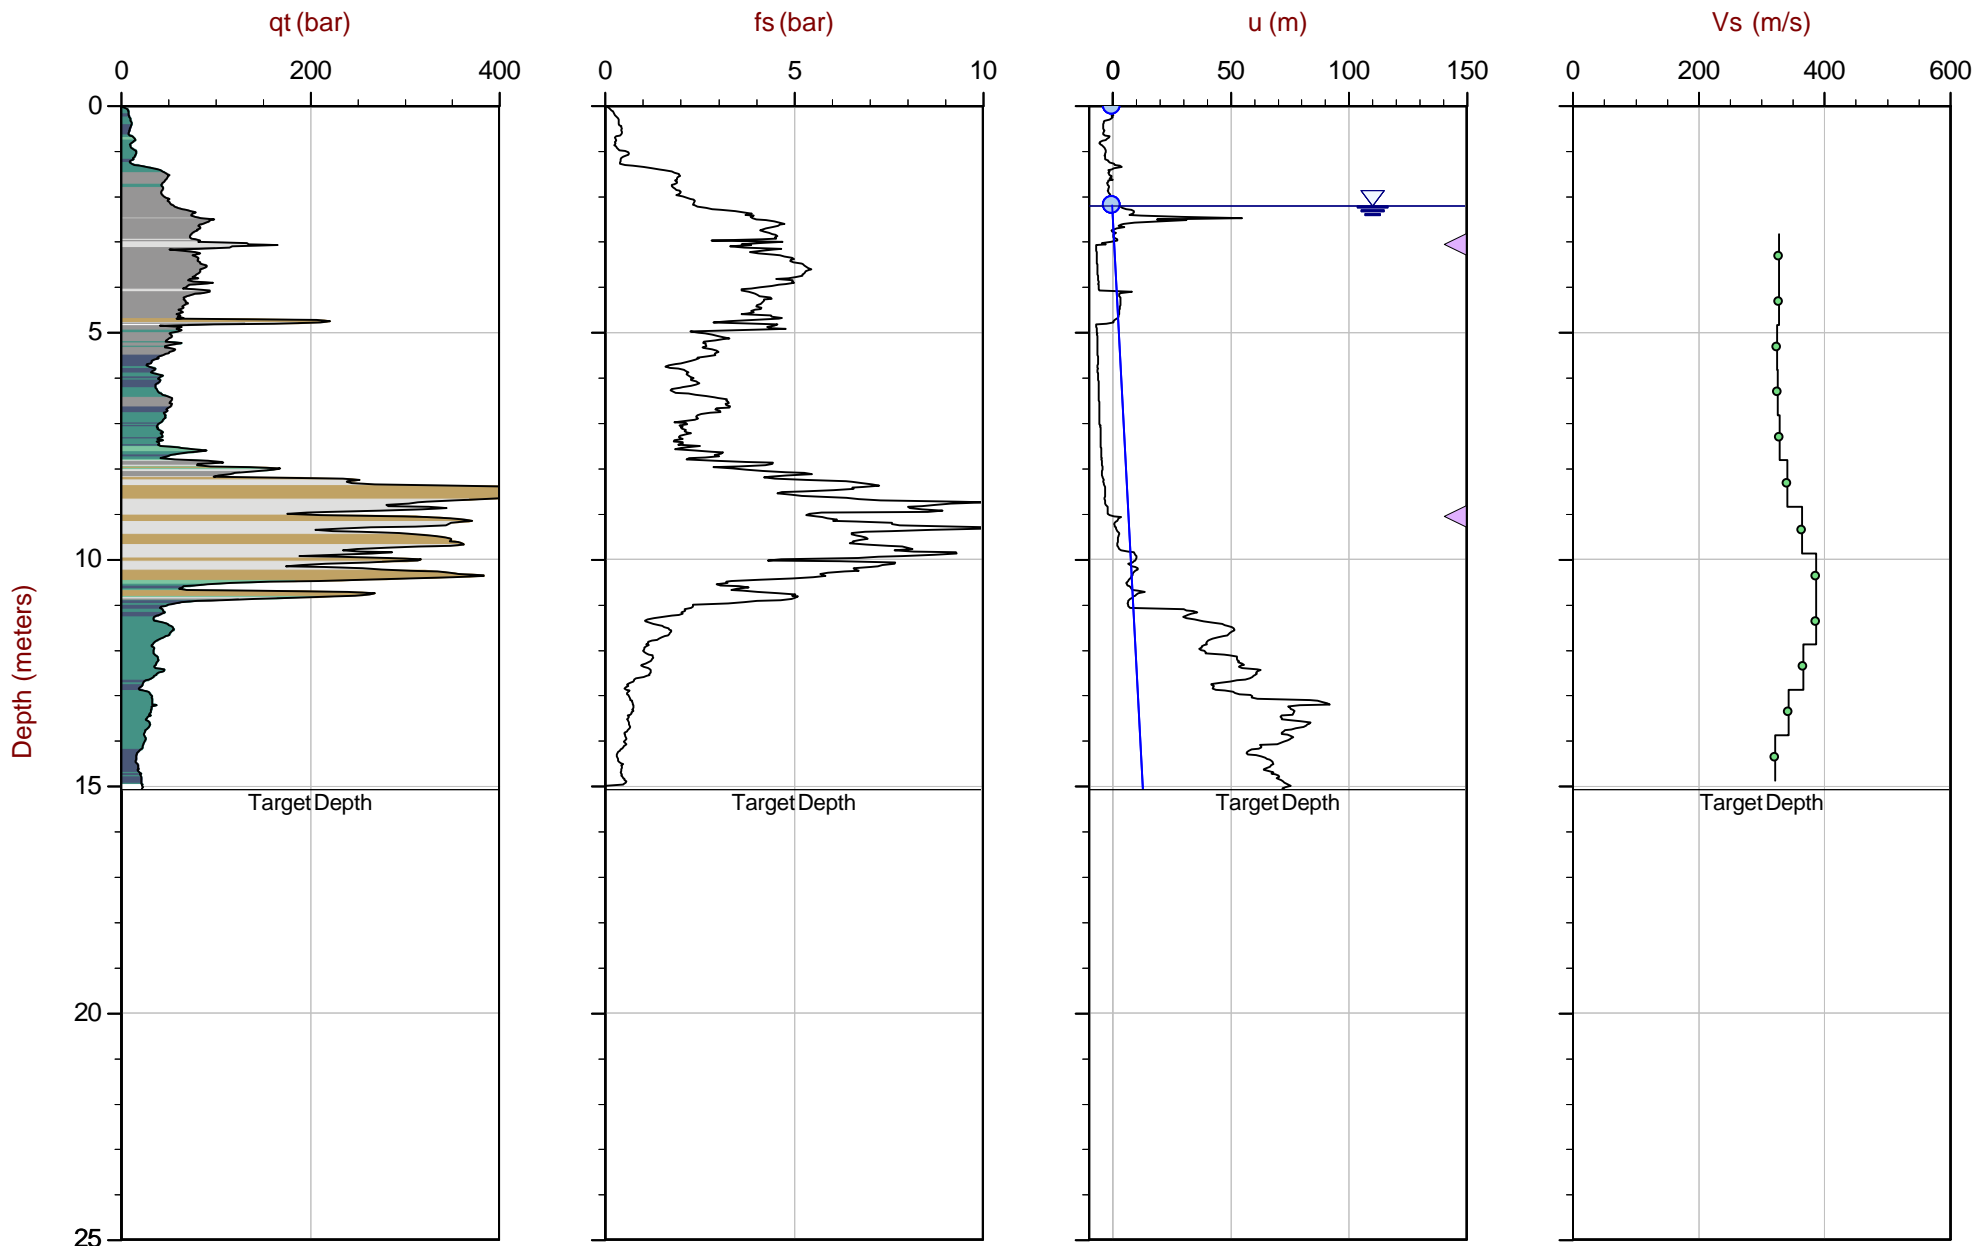 qt (bar) fs (bar) u (m) Vs (m/s)
0 200 400 0 5 10 0 50 100 150 0 200 400 600
0
5
10
Depth (meters)
15
Target Depth Target Depth Target Depth Target Depth
20
25